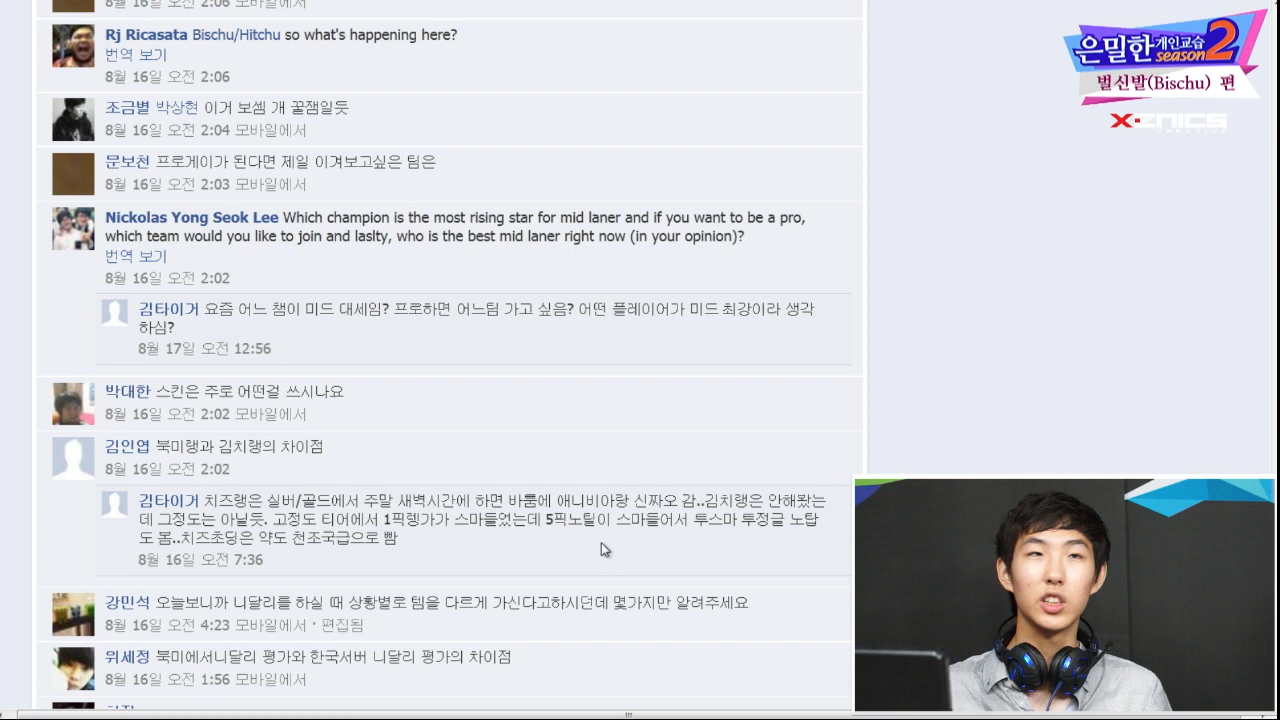 8월 16일 오전 2:06 모바일에서
Rj Ricasata Bischu/Hitchu so what's happening here?
번역 보기
8월 16일 오전 2:06
조금별 박상현 이거 보셈 개 꿀잼일듯
8월 16일 오전 2:04 모바일에서
문보천 프로게이가 된다면 제일 이겨보고싶은 팀은
8월 16일 오전 2:03 모바일에서
Nickolas Yong Seok Lee Which champion is the most rising star for mid laner and if you want to be a pro,
which team would you like to join and laslty, who is the best mid laner right now (in your opinion)?
번역 보기
8월 16일 오전 2:02
김타이거 요즘 어느 챔이 미드 대세임? 프로하면 어느팀 가고 싶음? 어떤 플레이어가 미드 최강이라 생각
하심?
8월 17일 오전 12:56
박대한 스킨은 주로 어떤걸 쓰시나요
8월 16일 오전 2:02 모바일에서
김인엽 북미랭과 김치랭의 차이점
8월 16일 오전 2:02
김타이거 치즈랭은 실버/골드에서 주말 새벽시간에 하면 바룸에 애니비아랑 신짜오 감..김치랭은 안해봤는
데 그정도는 아닐듯. 고정도 티어에서 1픽렝가가 스마들었는데 5픽노틸이 스마들어서 투스마 투정글 노탑
도 봄..치즈초딩은 약도 천조국급으로 빰
8월 16일 오전 7:36
강민석 오늘보니까 니달리를 하실 때 상황별로 템을 다르게 가신다고하시던데 몇가지만 알려주세요
8월 16일 오전 4:23 모바일에서 · 편집됨
위세정 북미에서니달리 평가와 한국서버 니달리 평가의 차이점
8월 16일 오전 1:59 모바일에서
은밀한 개인교습 season 2
벌신발(Bischu) 편
X-ENICS